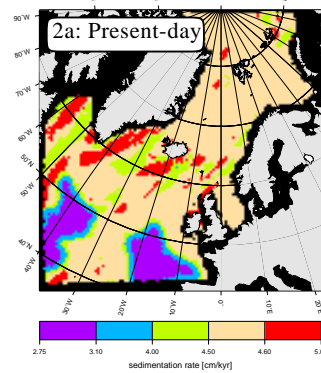 2a: Present-day
90˚W
80˚W
70˚W
60˚W
50˚N
50˚W
40˚N
40˚W
30˚W
20˚W
10˚W
0˚
10˚E
2.75 3.10 4.00 4.50 4.60
sedimentation rate [cm/kyr]